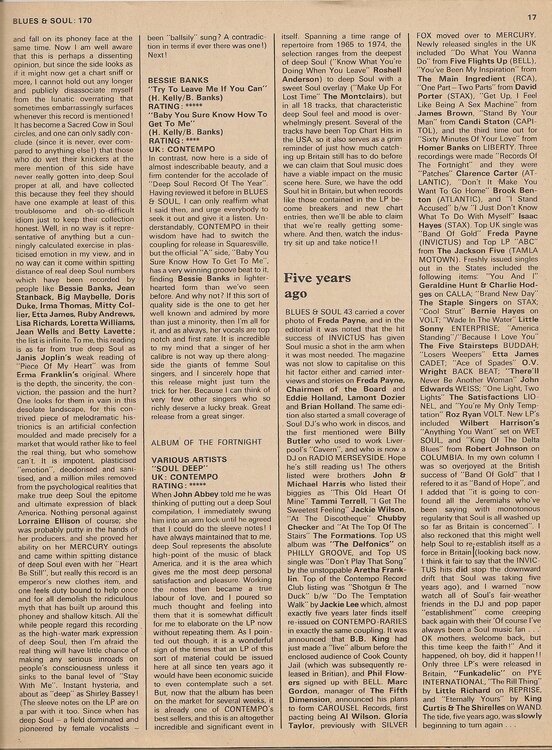 BLUES & SOUL: 170
17
and fall on its phoney face at the
same time. Now I am well aware
that this is perhaps a dissenting
opinion, but since the side looks as
if it might now get a chart sniff or
more, I cannot hold out any longer
and publicly disassociate myself
from the lunatic overrating that
sometimes embarrassingly surfaces
whenever this record is mentioned!
It has become a Sacred Cow in Soul
circles, and one can only sadly con-
clude (since it is never, ever com-
pared to anything else!) that those
who do wet their knickers at the
mere mention of this side have
never really gotten into deep Soul
proper at all, and have collected
this because they feel they should
have one example at least of this
troublesome and oh-so-difficult
idiom just to keep their collection
honest. Well, in no way is it repre-
sentative of anything but a cun-
ningly calculated exercise in plas-
ticised emotion in my view, and in
no way can it come within spitting
distance of real deep Soul numbers
which have been recorded by
people like Bessie Banks, Jean
Stanback, Big Maybelle, Doris
Duke, Irma Thomas, Mitty Col-
lier, Etta James, Ruby Andrews,
Lisa Richards, Loretta Williams,
Jean Wells and Betty Lavette;
the list is infinite. To me, this reading
is as far from true deep Soul as
Janis Joplin's weak reading of
"Piece Of My Heart" was from
Erma Franklin's original. Where
is the depth, the sincerity, the con-
viction, the passion and the hurt?
One looks for them in vain in this
desolate landscape, for this con-
trived piece of melodramatic his-
trionics is an artificial confection
moulded and made precisely for a
market that would rather like to feel
the real thing, but who somehow
can't. It is impotent, plasticised
"emotion", deodorised and sani-
tised, and a million miles removed
from the psychological realities that
make true deep Soul the epitome
and ultimate expression of black
America. Nothing personal against
Lorraine Ellison of course; she
was probably putty in the hands of
her producers, and she proved her
ability on her MERCURY outings
and came within spitting distance
of deep Soul even with her "Heart
Be Still", but really this record is an
emperor's new clothes item, and
one feels duty bound to help once
and for all demolish the ridiculous
myth that has built up around this
phoney and shallow kitsch. All the
while people regard this recording
as the high-water mark expression
of deep Soul, then I'm afraid the
real thing will have little chance of
making any serious inroads on
people's consciousness unless it
sinks to the banal level of "Stay
With Me". Instant hysteria, and
about as "deep" as Shirley Bassey!
(The sleeve notes on the LP are on
a par with it too. Since when has
deep Soul – a field dominated and
pioneered by female vocalists –
been "ballsily" sung? A contradic-
tion in terms if ever there was one!)
Next!
BESSIE BANKS
"Try To Leave Me If You Can"
(H. Kelly/B. Banks)
RATING: *****
"Baby You Sure Know How To
Get To Me"
(H. Kelly/B. Banks)
RATING: ****
UK: CONTEMPO
In contrast, now here is a side of
almost indescribable beauty, and a
firm contender for the accolade of
"Deep Soul Record Of The Year".
Having reviewed it before in BLUES
& SOUL, I can only reaffirm what
I said then, and urge everybody to
seek it out and give it a listen. Un-
derstandably, CONTEMPO in their
wisdom have had to switch the
coupling for release in Squaresville,
but the official "A" side, "Baby You
Sure Know How To Get To Me",
has a very winning groove beat to it,
finding Bessie Banks in lighter-
hearted form than we've seen
before. And why not? If this sort of
quality side is the one to get her
well known and admired by more
than just a minority, then I'm all for
it, and as always, her vocals are top
notch and first rate. It is incredible
to my mind that a singer of her
calibre is not way up there along-
side the giants of femme Soul
singers, and I sincerely hope that
this release might just turn the
trick for her. Because I can think of
very few other singers who so
richly deserve a lucky break. Great
release from a great singer.
ALBUM OF THE FORTNIGHT
VARIOUS ARTISTS
"SOUL DEEP"
UK: CONTEMPO
RATING: *****
When John Abbey told me he was
thinking of putting out a deep Soul
compilation, I immediately swung
him into an arm lock until he agreed
that I could do the sleeve notes! I
have always maintained that to me,
deep soul represents the absolute
high-point of the music of black
America, and it is the area which
gives me the most deep personal
satisfaction and pleasure. Working
the notes then became a true
labour of love, and I poured so
much thought and feeling into
them that it is somewhat difficult
for me to elaborate on the LP now
without repeating them. As I poin-
ted out though, it is a wonderful
sign of the times that an LP of this
sort of material could be issued
here at all since ten years ago it
would have been economic suicide
to even contemplate such a set.
But, now that the album has been
on the market for several weeks, it
is already one of CONTEMPO's
best sellers, and this is an altogether
incredible and significant event in
itself. Spanning a time range of
repertoire from 1965 to 1974, the
selection ranges from the deepest
of deep Soul ("Know What You're
Doing When You Leave" Roshell
Anderson) to deep Soul with a
sweet Soul overlay ("Make Up For
Lost Time" The Montclairs), but
in all 18 tracks, that characteristic
deep Soul feel and mood is over-
whelmingly present. Several of the
tracks have been Top Chart Hits in
the USA, so it also serves as a grim
reminder of just how much catch-
ing up Britain still has to do before
we can claim that Soul music does
have a viable impact on the music
scene here. Sure, we have the odd
Soul hit in Britain, but when records
like those contained in the LP be-
come breakers and new chart
entries, then we'll be able to claim
that we're really getting some-
where. And then, watch the indus-
try sit up and take notice!!
Five years
ago
BLUES & SOUL 43 carried a cover
photo of Freda Payne, and in the
editorial it was noted that the hit
success of INVICTUS has given
Soul music a shot in the arm when
it was most needed. The magazine
was not slow to capitalise on this
hit factor either and carried inter-
views and stories on Freda Payne,
Chairmen of the Board and
Eddie Holland, Lamont Dozier
and Brian Holland. The same edi-
tion also started a small coverage of
Soul DJ's who work in discos, and
the first mentioned were Billy
Butler who used to work Liver-
pool's "Cavern", and who is now a
DJ on RADIO MERSEYSIDE. Hope
he's still reading us! The others
listed were brothers John &
Michael Harris who listed their
biggies as "This Old Heart Of
Mine" Tammi Terrell, "I Get The
Sweetest Feeling" Jackie Wilson,
"At The Discotheque" Chubby
Checker and "At The Top Of The
Stairs" The Formations. Top US
album was "The Delfonics" on
PHILLY GROOVE, and Top US
single was "Don't Play That Song"
by the unstoppable Aretha Frank-
lin. Top of the Contempo Record
Club listing was "Shotgun & The
Duck" b/w "Do The Temptation
Walk" by Jackie Lee which, almost
exactly five years later finds itself
re-issued on CONTEMPO-RARIES
in exactly the same coupling. It was
announced that B.B. King had
just made a "live" album before the
enclosed audience of Cook County
Jail (which was subsequently re-
leased in Britian), and Phil Flow-
ers signed up with BELL. Marc
Gordon, manager of The Fifth
Dimension, announced his plans
to form CAROUSEL Records, first
pacting being Al Wilson. Gloria
Taylor, previously with SILVER
FOX moved over to MERCURY.
Newly released singles in the UK
included "Do What You Wanna
Do" from Five Flights Up (BELL),
"You've Been My Inspiration" from
The Main Ingredient (RCA),
"One Part – Two Parts" from David
Porter (STAX), "Get Up, I Feel
Like Being A Sex Machine" from
James Brown, "Stand By Your
Man" from Candi Staton (CAPI-
TOL), and the third time out for
"Sixty Minutes Of Your Love" from
Homer Banks on LIBERTY. Three
recordings were made "Records Of
The Fortnight" and they were
"Patches" Clarence Carter (AT-
LANTIC), "Don't It Make You
Want To Go Home" Brook Ben-
ton (ATLANTIC), and "I Stand
Accused" b/w "I Just Don't Know
What To Do With Myself" Isaac
Hayes (STAX). Top UK single was
"Band Of Gold" Freda Payne
(INVICTUS) and Top LP "ABC"
from The Jackson Five (TAMLA
MOTOWN). Freshly issued singles
out in the States included the
following items: "You And I"
Geraldine Hunt & Charlie Hod-
ges on CALLA; "Brand New Day"
The Staple Singers on STAX;
"Cool Strut" Bernie Hayes on
VOLT; "Wade In The Water" Little
Sonny ENTERPRISE; "America
Standing"/"Because I Love You"
The Five Stairsteps BUDDAH;
"Losers Weepers" Etta James
CADET; "Ace of Spades" O.V.
Wright BACK BEAT; "There'll
Never Be Another Woman" John
Edwards WEISS; "One Light, Two
Lights" The Satisfactions LIO-
NEL, and "You're My Only Temp-
tation" Roz Ryan VOLT. New LP's
included Wilbert Harrison's
"Anything You Want" set on WET
SOUL, and "King Of The Delta
Blues" from Robert Johnson on
COLUMBIA. In my own column I
was so overjoyed at the British
success of "Band Of Gold" that I
refered to it as "Band of Hope", and
I added that "it is going to con-
found all the Jeremiahs who've
been saying with monotonous
regularity that Soul is all washed up
so far as Britain is concerned". I
also reckoned that this might well
help Soul to re-establish itself as a
force in Britain (looking back now,
I think it fair to say that the INVIC-
TUS hits did stop the downward
drift that Soul was taking five
years ago), and I warned "now
watch all of Soul's fair-weather
friends in the DJ and pop paper
"establishment" come creeping
back again with their 'Of course I've
always been a Soul music fan . . .'
OK mothers, welcome back, but
this time keep the faith!" And it
happened, oh boy, did it happen!!
Only three LP's were released in
Britain, "Funkadelic" on PYE
INTERNATIONAL, "The Rill Thing"
by Little Richard on REPRISE,
and "Eternally Yours" by King
Curtis & The Shirelles on WAND.
The tide, five years ago, was slowly
beginning to turn again . . .